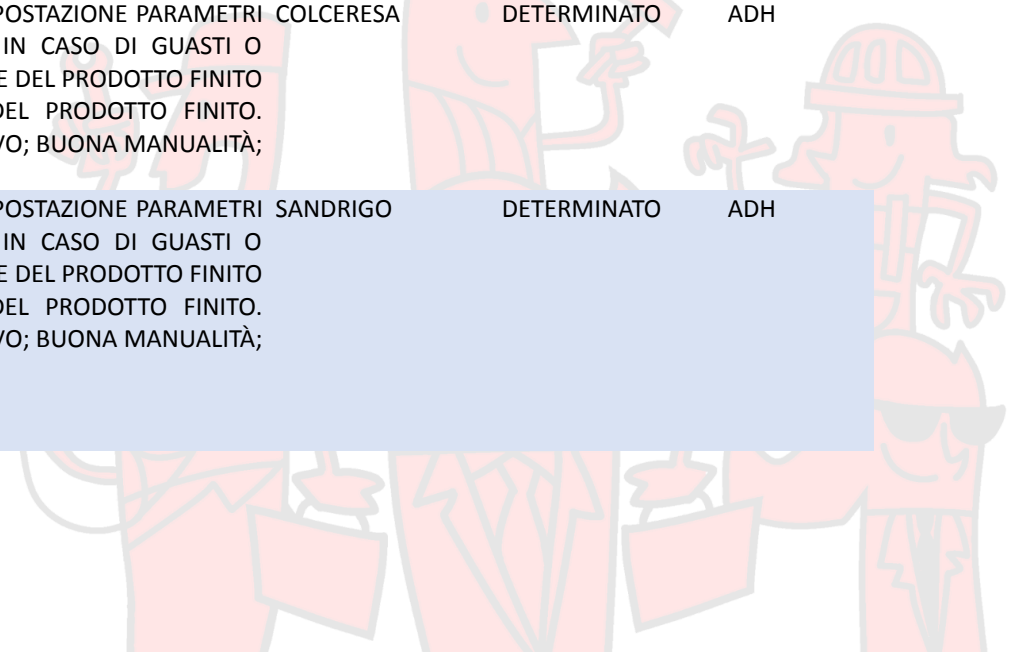 POSTAZIONE PARAMETRI COLCERESA DETERMINATO ADH
IN CASO DI GUASTI O
E DEL PRODOTTO FINITO
DEL PRODOTTO FINITO.
VO; BUONA MANUALITÀ;
POSTAZIONE PARAMETRI SANDRIGO DETERMINATO ADH
IN CASO DI GUASTI O
E DEL PRODOTTO FINITO
DEL PRODOTTO FINITO.
VO; BUONA MANUALITÀ;